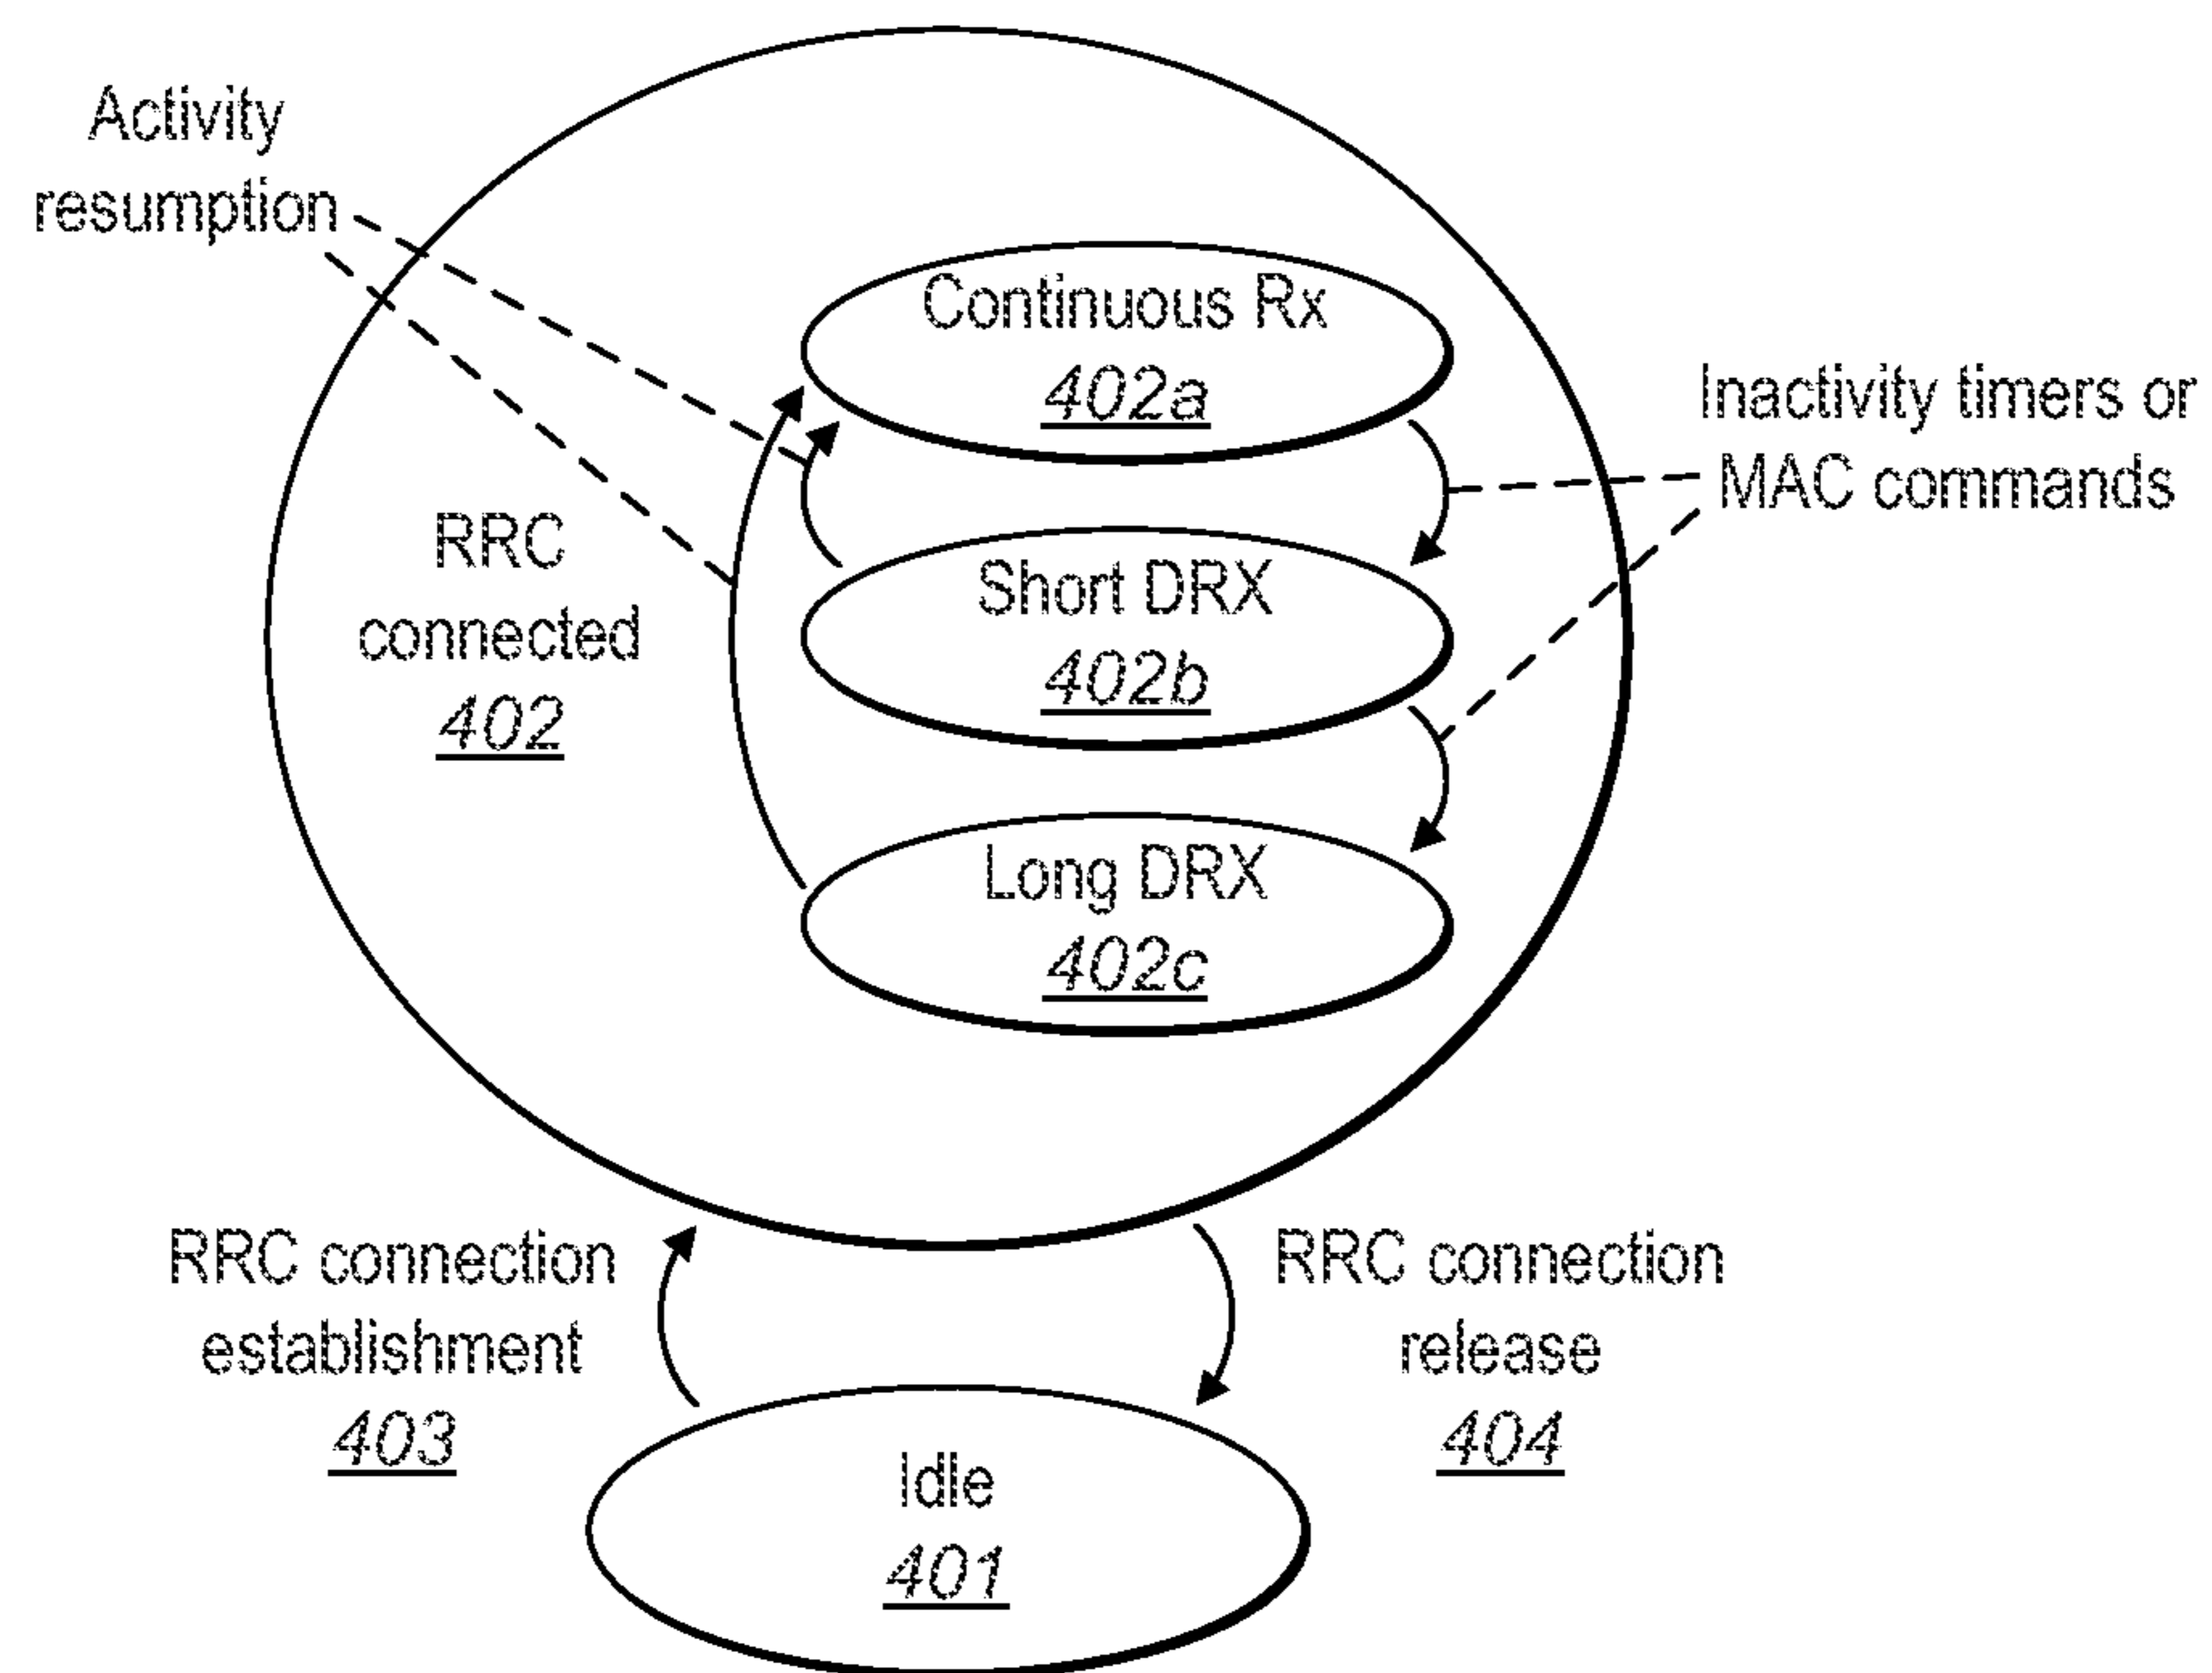 Activity
resumption
Continuous Rx
402a
Inactivity timers or
MAC commands
RRC
connected
402
Short DRX
402b
Long DRX
402c
RRC connection
establishment
403
RRC connection
release
404
Idle
401